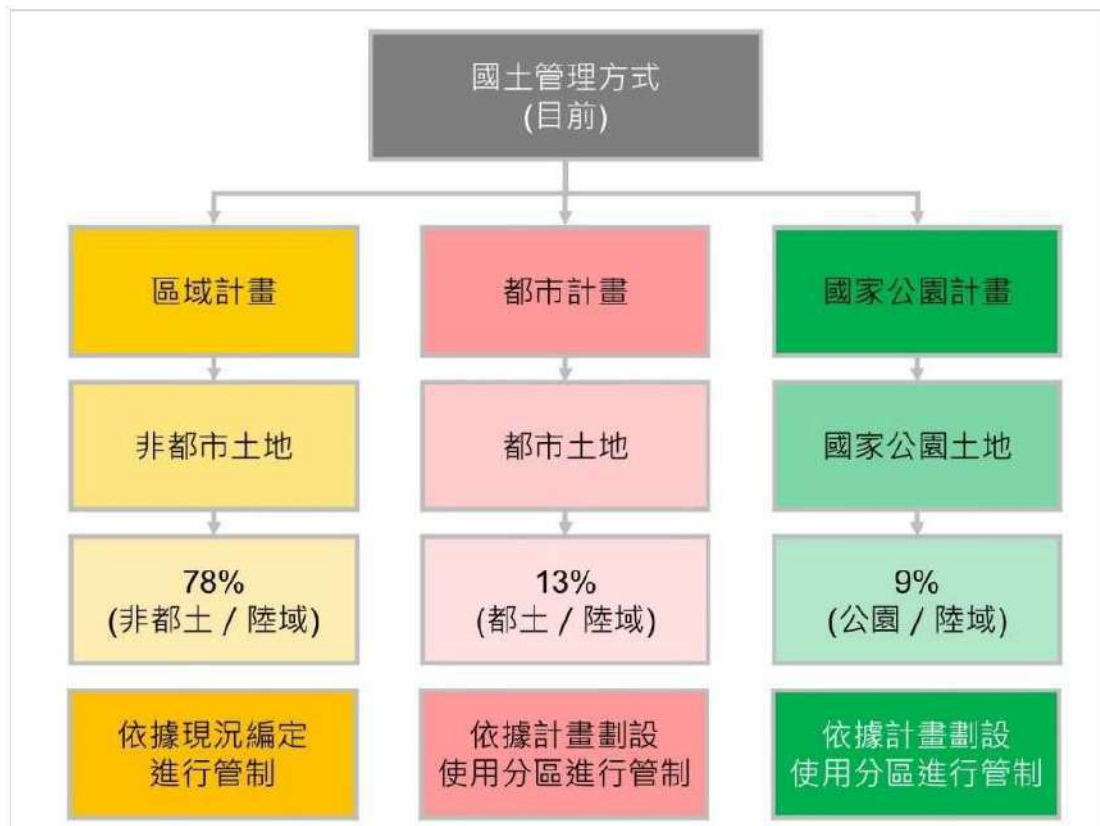 國土管理方式
(目前)
區域計畫
都市計畫
國家公園計畫
非都市土地
都市土地
國家公園土地
78%
(非都土 / 陸域)
13%
(都土 / 陸域)
9%
(公園 / 陸域)
依據現況編定
進行管制
依據計畫劃設
使用分區進行管制
依據計畫劃設
使用分區進行管制